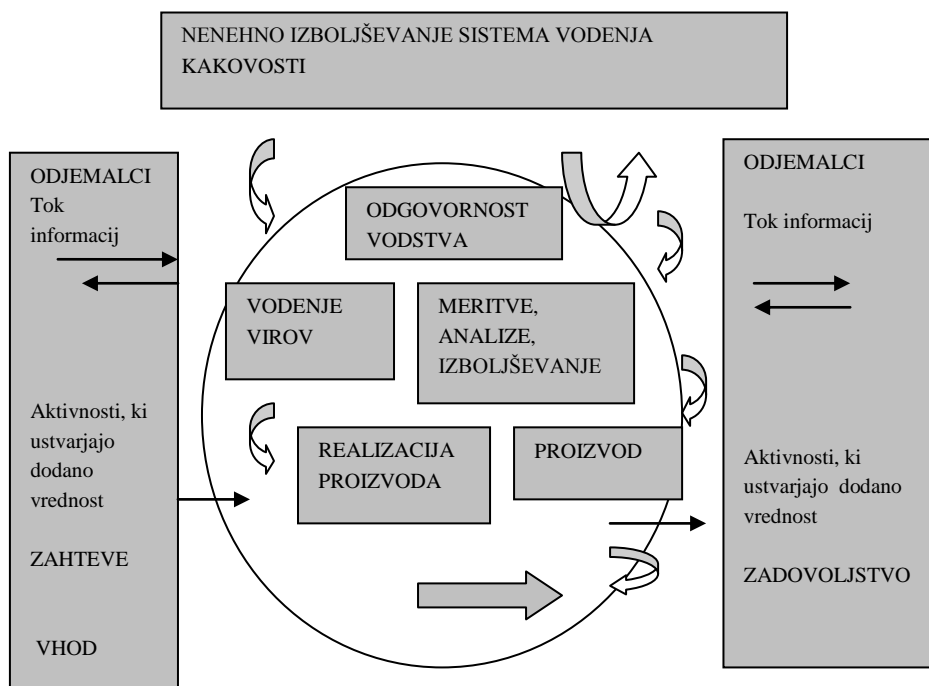 NENEHNO IZBOLJŠEVANJE SISTEMA VODENJA
KAKOVOSTI
ODJEMALCI
Tok
informacij
Aktivnosti, ki
ustvarjajo
dodano
vrednost
ZAHTEVE
VHOD
ODGOVORNOST
VODSTVA
VODENJE
VIROV
MERITVE,
ANALIZE,
IZBOLJŠEVANJE
REALIZACIJA
PROIZVODA
PROIZVOD
ODJEMALCI
Tok informacij
Aktivnosti, ki
ustvarjajo dodano
vrednost
ZADOVOLJSTVO